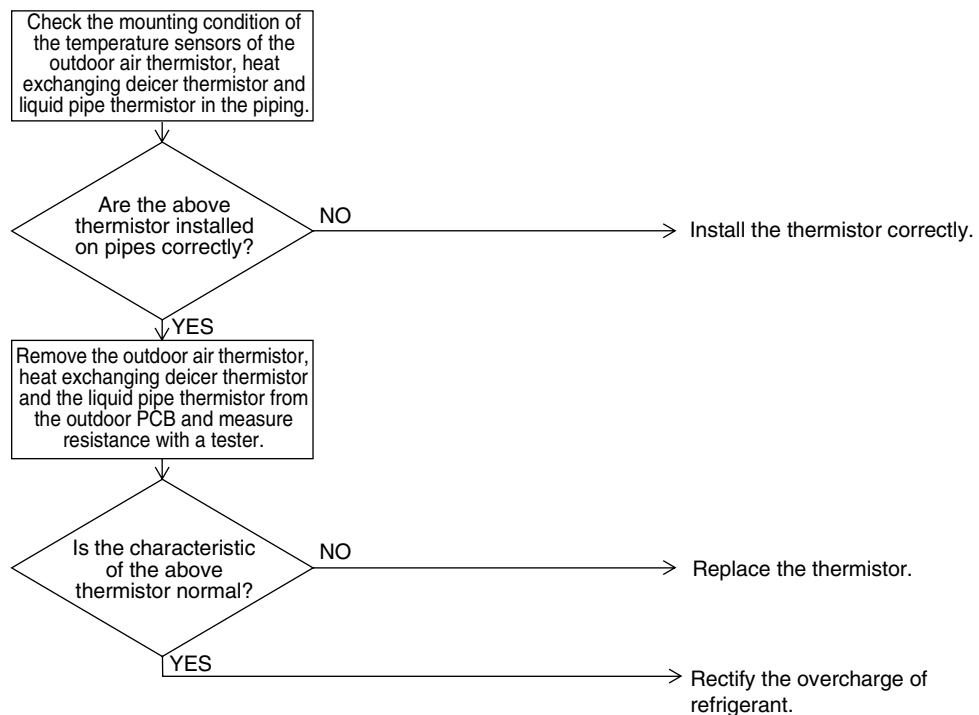 Check the mounting condition of
the temperature sensors of the
outdoor air thermistor, heat
exchanging deicer thermistor and
liquid pipe thermistor in the piping.
Are the above
thermistor installed
on pipes correctly?
NO
Install the thermistor correctly.
YES
Remove the outdoor air thermistor,
heat exchanging deicer thermistor
and the liquid pipe thermistor from
the outdoor PCB and measure
resistance with a tester.
Is the characteristic
of the above
thermistor normal?
NO
Replace the thermistor.
YES
Rectify the overcharge of
refrigerant.